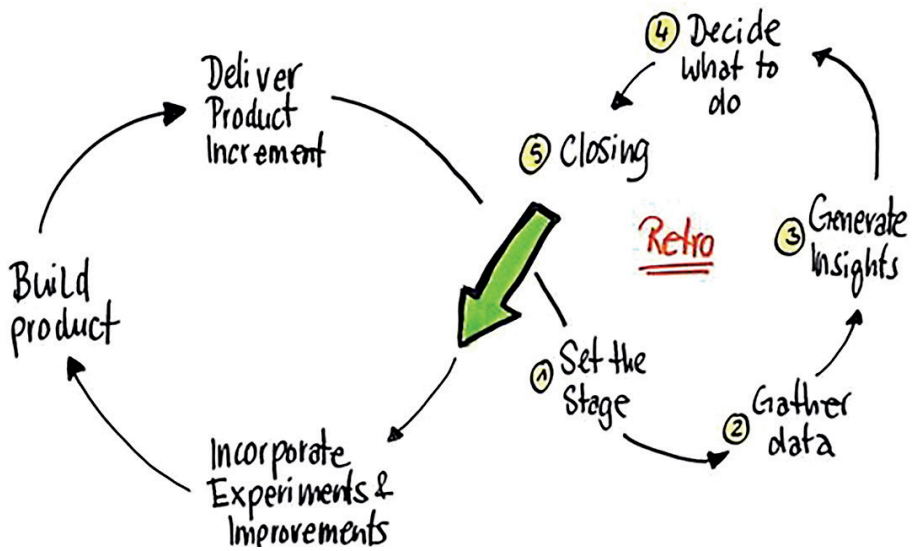 Deliver
Product
Increment
Build
product
Incorporate
Experiments &
Improvements
Retro
1 Set the
Stage
2 Gather
data
3 Generate
Insights
4 Decide
what to
do
5 Closing